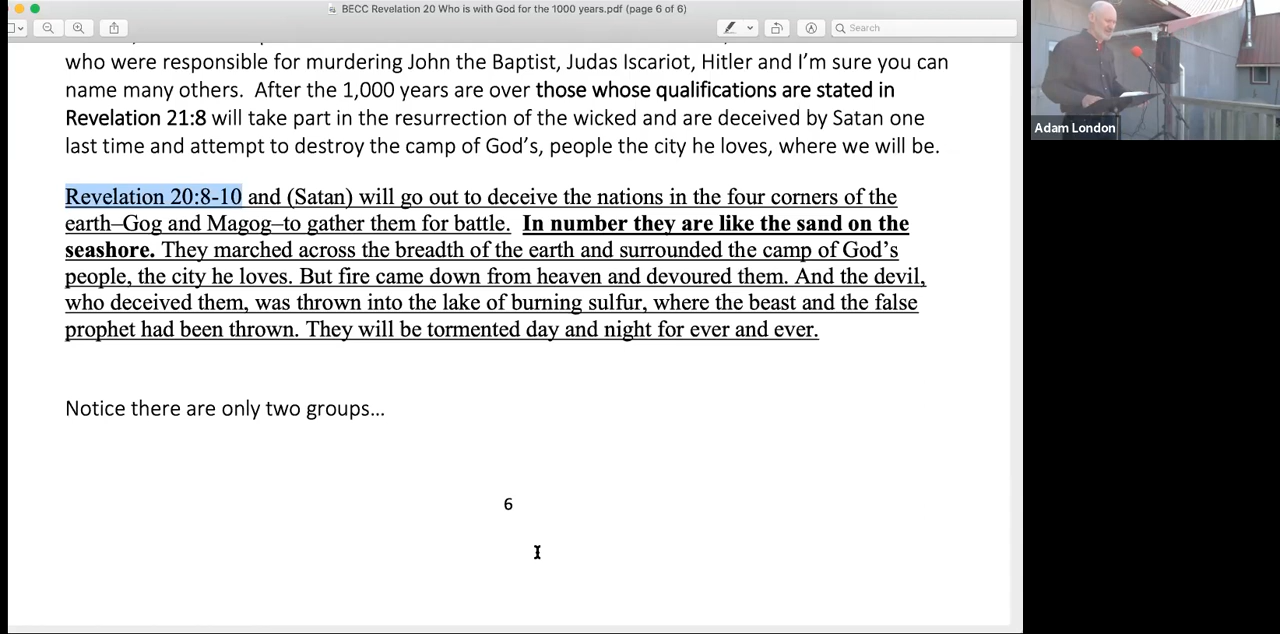 BECC Revelation 20 Who is with God for the 1000 years.pdf (page 6 of 6)
Search
who were responsible for murdering John the Baptist, Judas Iscariot, Hitler and I'm sure you can
name many others. After the 1,000 years are over those whose qualifications are stated in
Revelation 21:8 will take part in the resurrection of the wicked and are deceived by Satan one
last time and attempt to destroy the camp of God's, people the city he loves, where we will be.
Revelation 20:8-10 and (Satan) will go out to deceive the nations in the four corners of the
earth–Gog and Magog–to gather them for battle. In number they are like the sand on the
seashore. They marched across the breadth of the earth and surrounded the camp of God's
people, the city he loves. But fire came down from heaven and devoured them. And the devil,
who deceived them, was thrown into the lake of burning sulfur, where the beast and the false
prophet had been thrown. They will be tormented day and night for ever and ever.
Notice there are only two groups...
6
Adam London